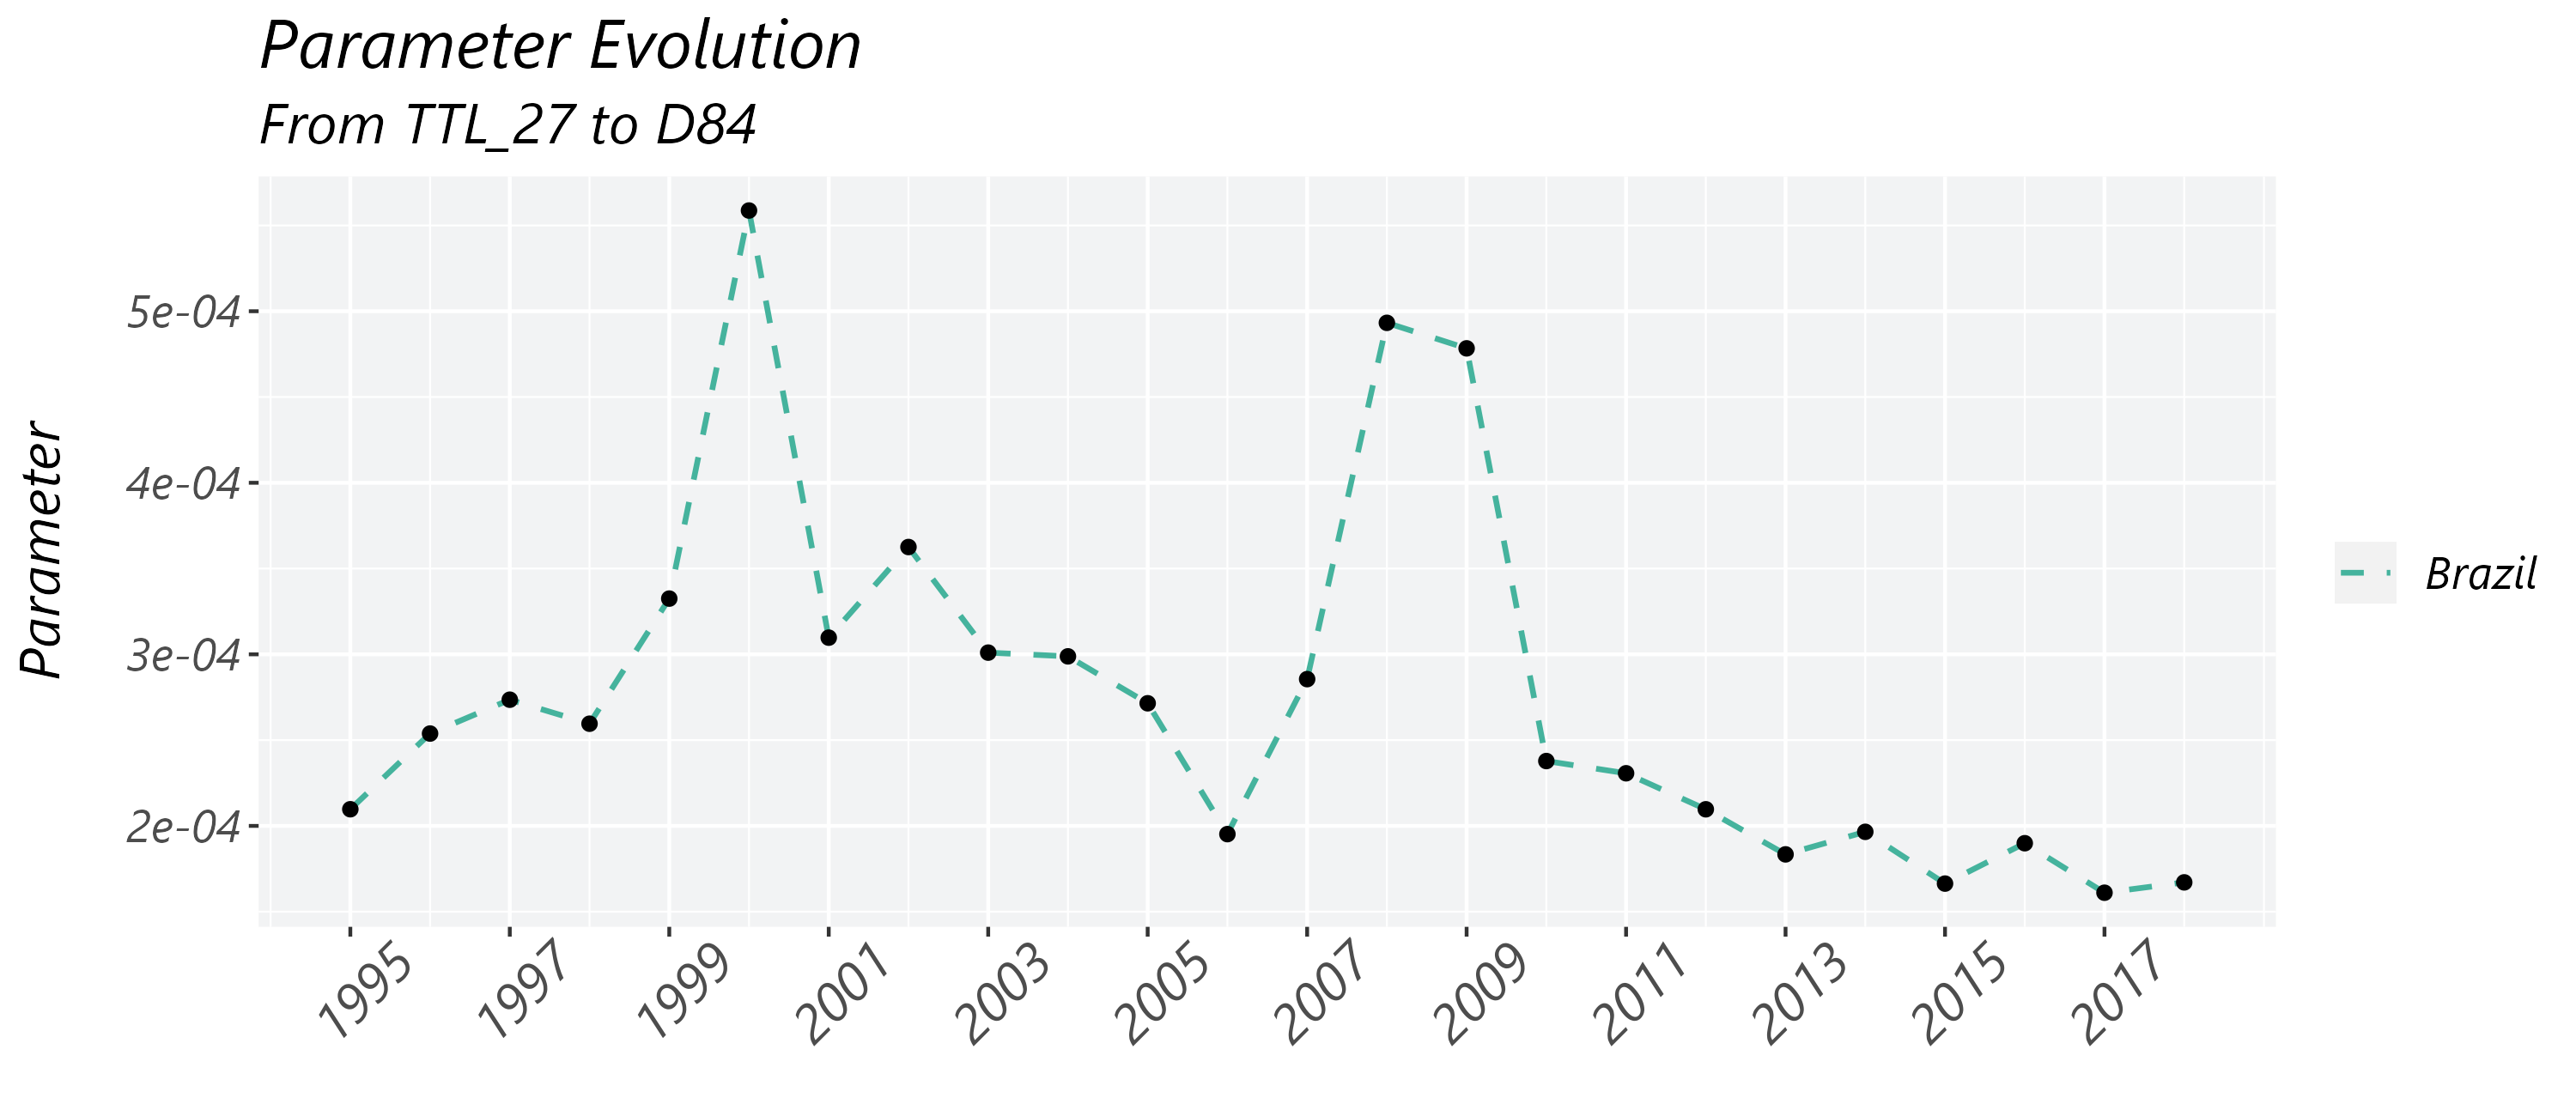 Parameter Evolution
From TTL_27 to D84
Parameter
5e-04
4e-04
3e-04
2e-04
1995
1997
1999
2001
2003
2005
2007
2009
2011
2013
2015
2017
Brazil